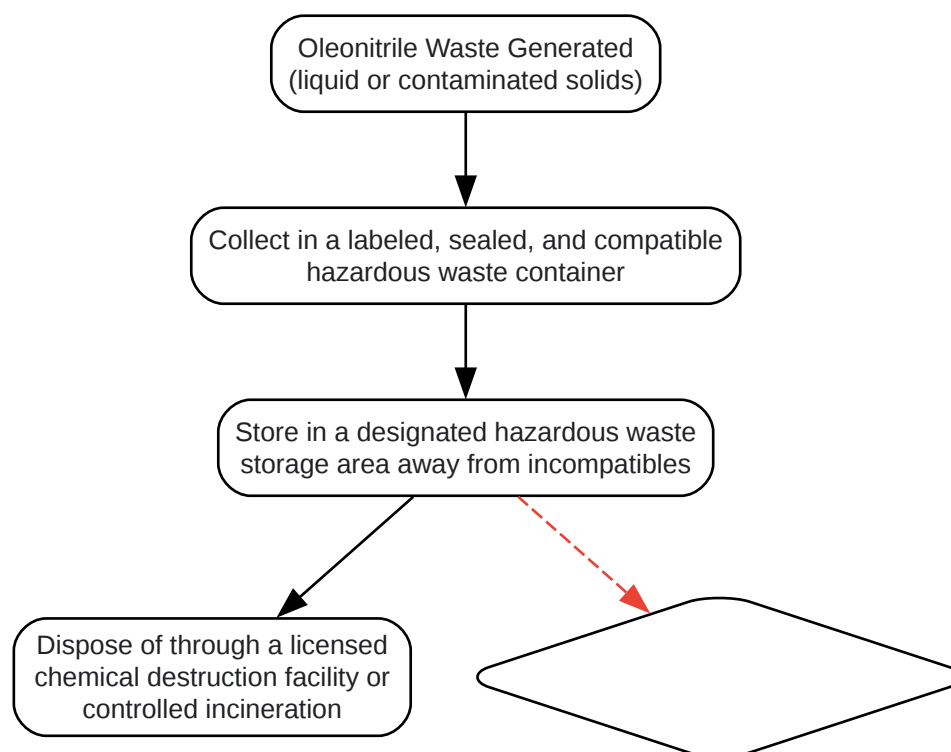 Oleonitrile Waste Generated
(liquid or contaminated solids)
Collect in a labeled, sealed, and compatible
hazardous waste container
Store in a designated hazardous waste
storage area away from incompatibles
Dispose of through a licensed
chemical destruction facility or
controlled incineration